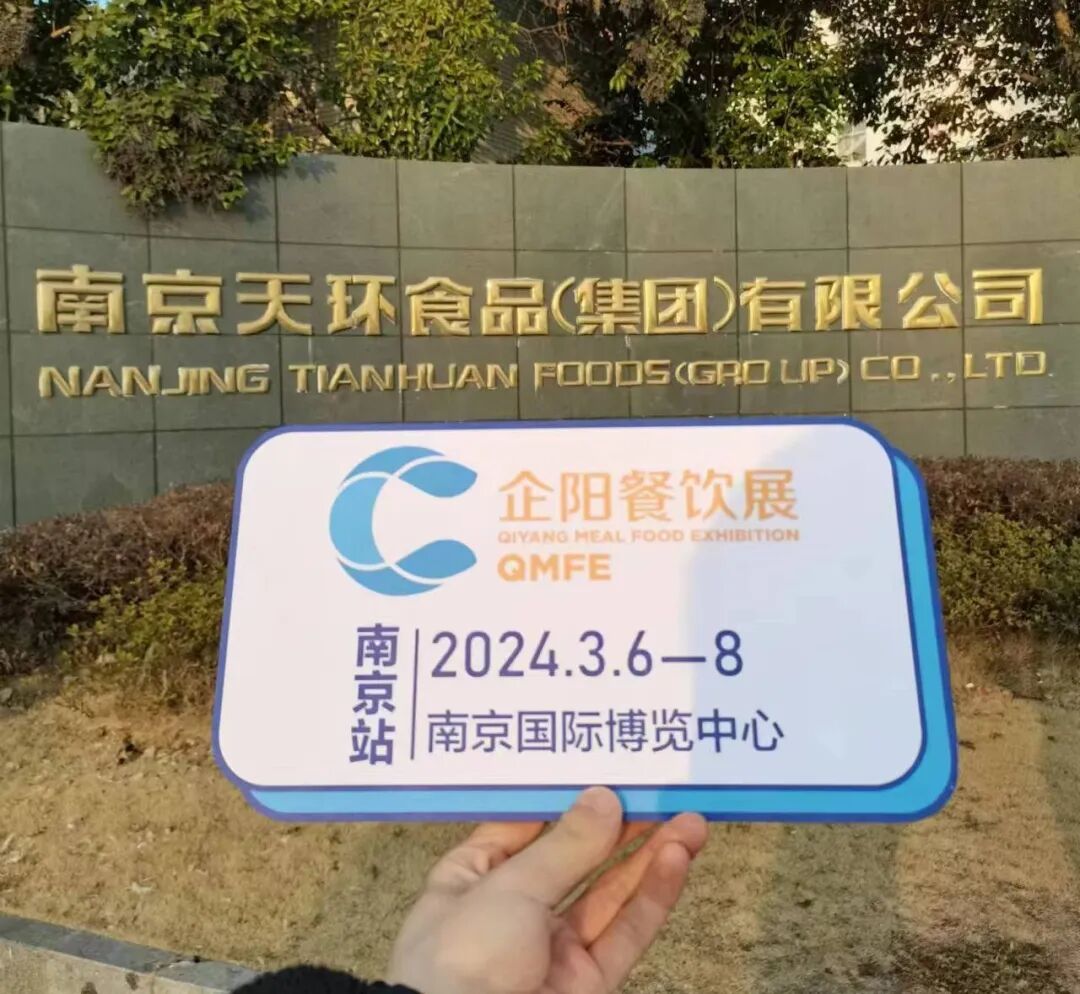 南京天环食品(集团)有限公司
NANJING TIANHUAN FOODS(GROUP) CO.,LTD.
企阳餐饮展
QIYANG MEAL FOOD EXHIBITION
QMFE
南京站
2024.3.6—8
南京国际博览中心